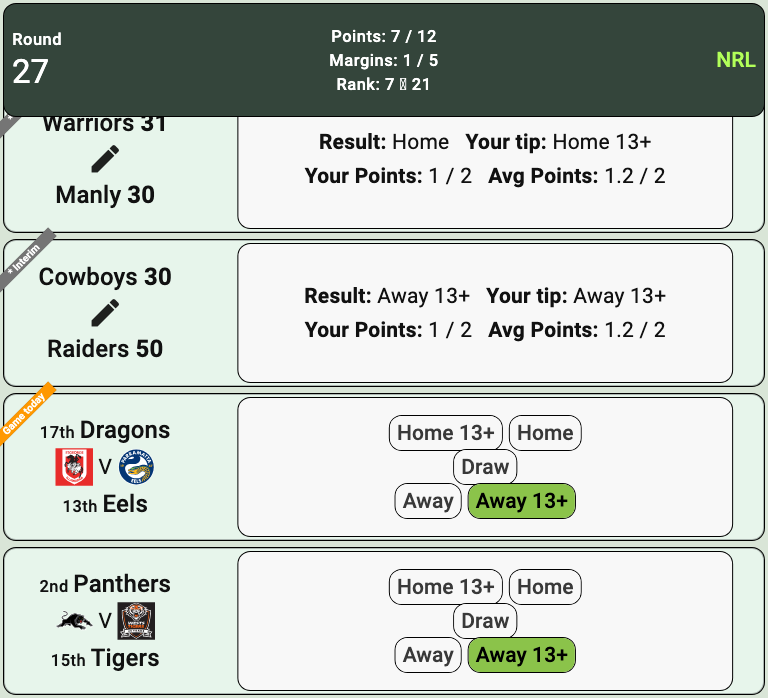 Round
27
Points: 7 / 12
Margins: 1 / 5
Rank: 7 21
NRL
Warriors 31
Manly 30
Result: Home Your tip: Home 13+
Your Points: 1 / 2 Avg Points: 1.2 / 2
* Interim
Cowboys 30
Raiders 50
Result: Away 13+ Your tip: Away 13+
Your Points: 1 / 2 Avg Points: 1.2 / 2
Game today
17th Dragons
V
13th Eels
Home 13+ Home
Draw
Away Away 13+
2nd Panthers
V
15th Tigers
Home 13+ Home
Draw
Away Away 13+